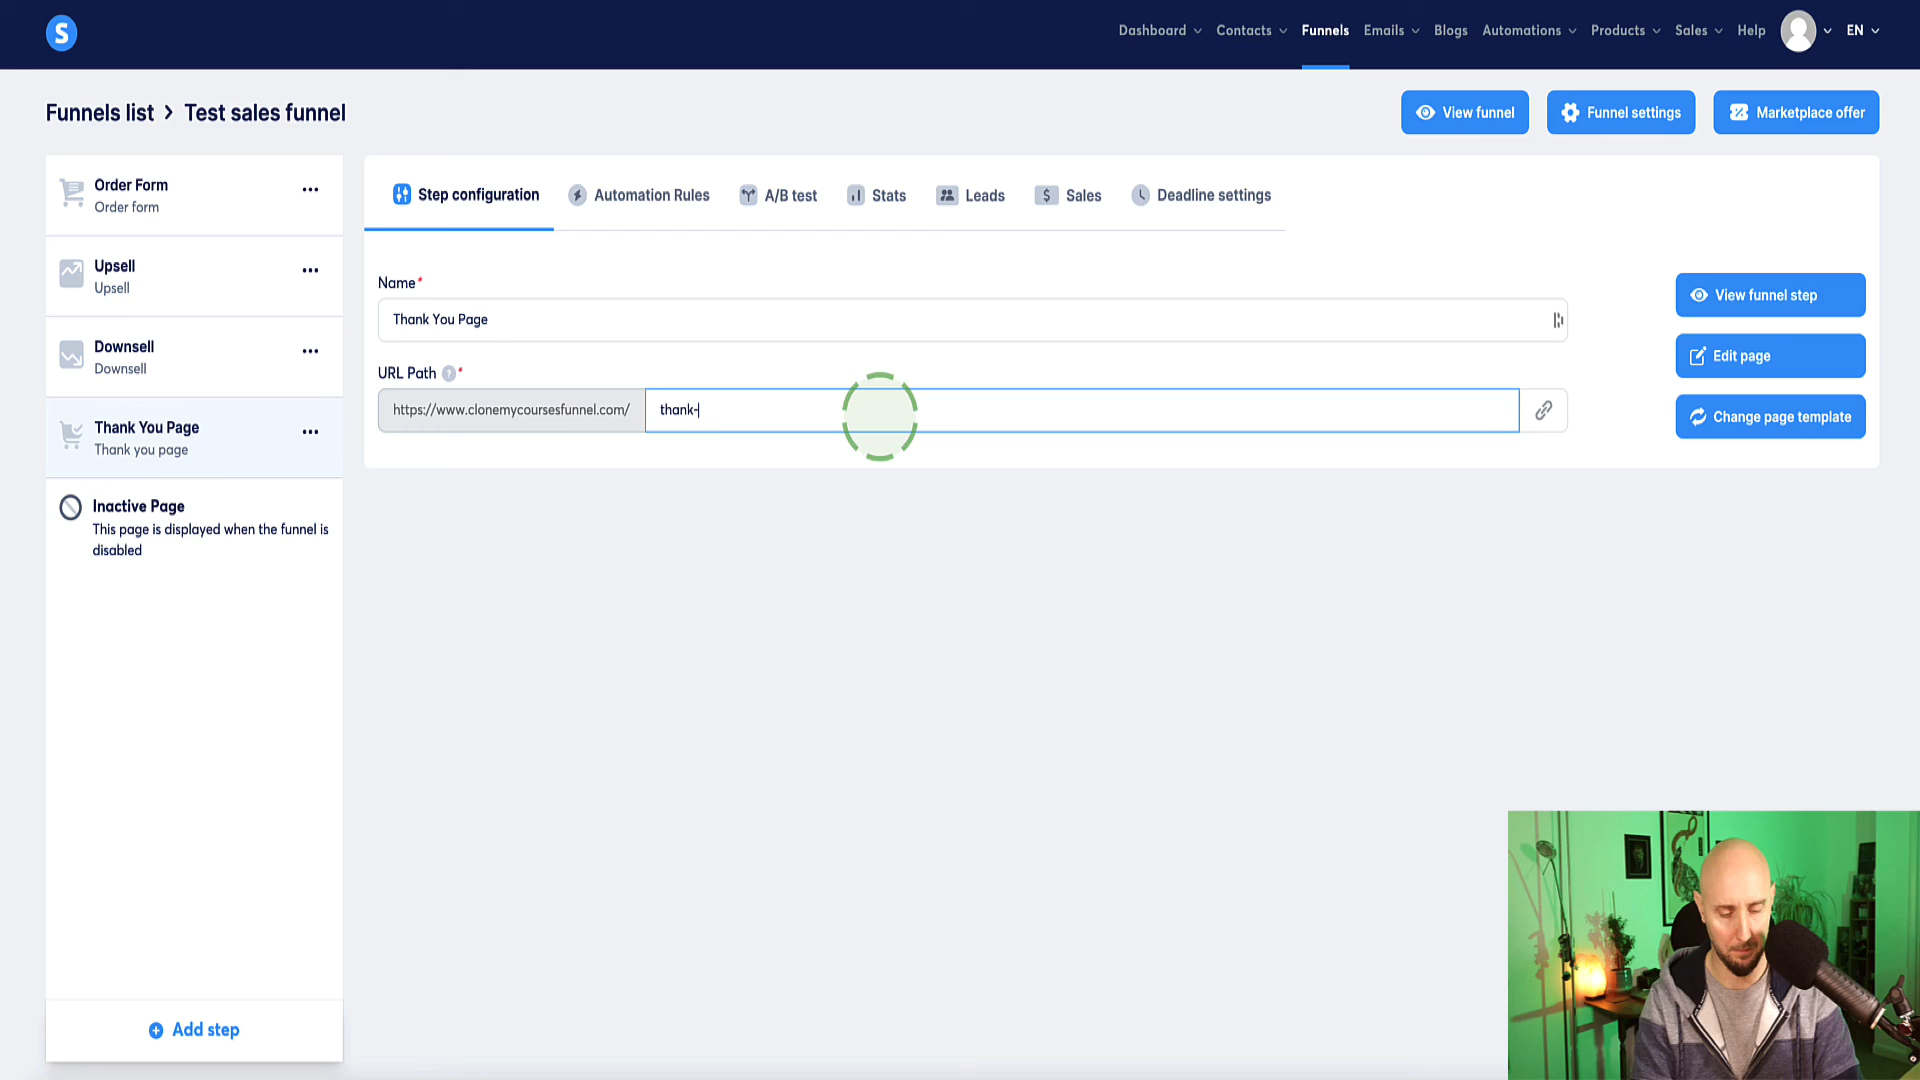 S
Dashboard
Contacts
Funnels
Emails
Blogs
Automations
Products
Sales
Help
EN
Funnels list > Test sales funnel
View funnel
Funnel settings
Marketplace offer
Order Form
Order form
Upsell
Upsell
Downsell
Downsell
Thank You Page
Thank you page
Inactive Page
This page is displayed when the funnel is
disabled
Add step
Step configuration
Automation Rules
A/B test
Stats
Leads
$ Sales
Deadline settings
Name*
Thank You Page
URL Path ?*
https://www.clonemycoursesfunnel.com/
thank-
View funnel step
Edit page
Change page template